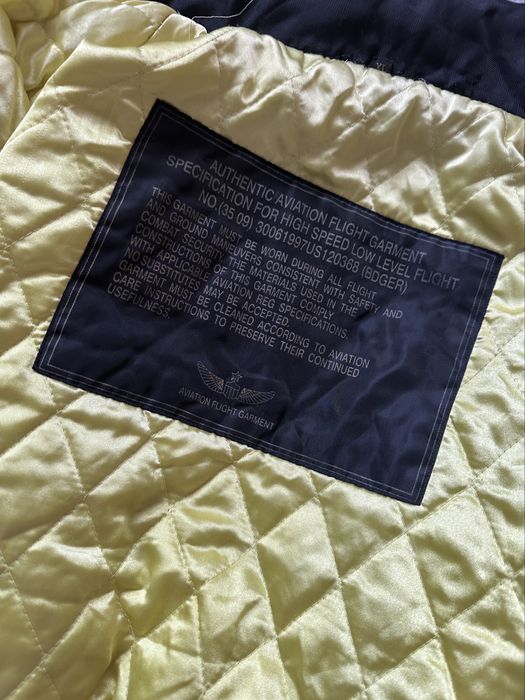 AUTHENTIC AVIATION FLIGHT GARMENT
SPECIFICATION FOR HIGH SPEED LOW LEVEL FLIGHT
NO.(35 09) 30061997US120368 (BDGER)
THIS GARMENT MUST BE WORN DURING ALL FLIGHT
AND GROUND MANEUVERS CONSISTENT WITH SAFETY AND
COMBAT SECURITY. THE MATERIALS USED IN THE
CONSTRUCTIONS OF THIS GARMENT COMPLY
WITH APPLICABLE AVIATION REG SPECIFICATIONS.
NO SUBSTITUTES MAY BE ACCEPTED.
GARMENT MUST BE CLEANED ACCORDING TO AVIATION
CARE INSTRUCTIONS TO PRESERVE THEIR CONTINUED
USEFULNESS
AVIATION FLIGHT GARMENT